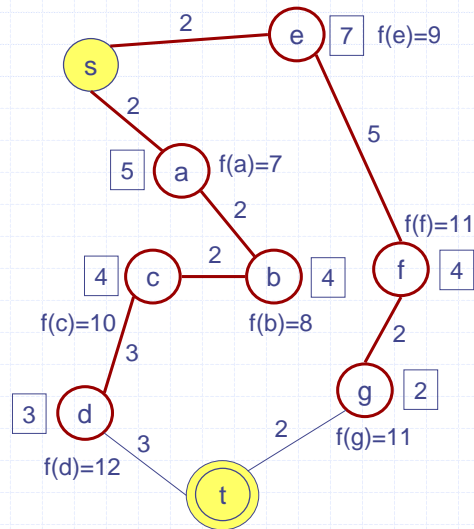 2
e 7 f(e)=9
s
2
5 a f(a)=7
5
2
f(f)=11
4 c 2 b 4 f 4
f(c)=10 f(b)=8
3 2
3 d g 2
3 2 f(g)=11
f(d)=12
t